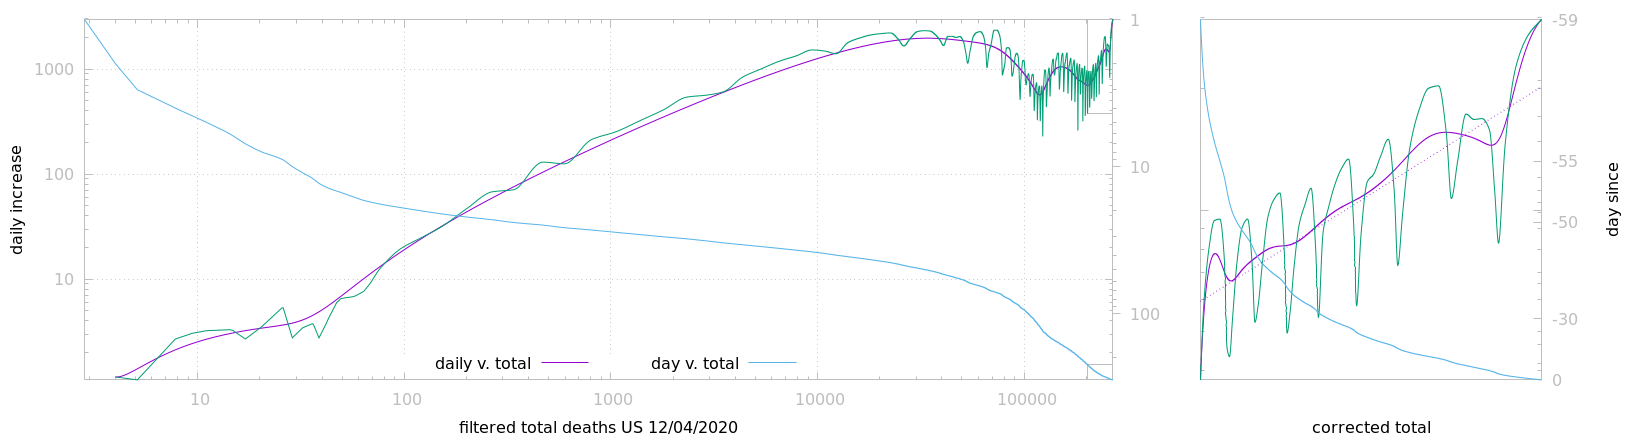 1000
100
10
daily increase
1
10
100
daily v. total
day v. total
10
100
1000
10000
100000
filtered total deaths US 12/04/2020
-59
-55
-50
-30
0
day since
corrected total